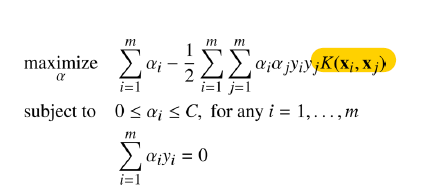 maximize_α ∑_{i=1}^{m} α_i − 1/2 ∑_{i=1}^{m} ∑_{j=1}^{m} α_i α_j y_i y_j K(x_i, x_j)
subject to 0 ≤ α_i ≤ C, for any i = 1, . . . , m
∑_{i=1}^{m} α_i y_i = 0